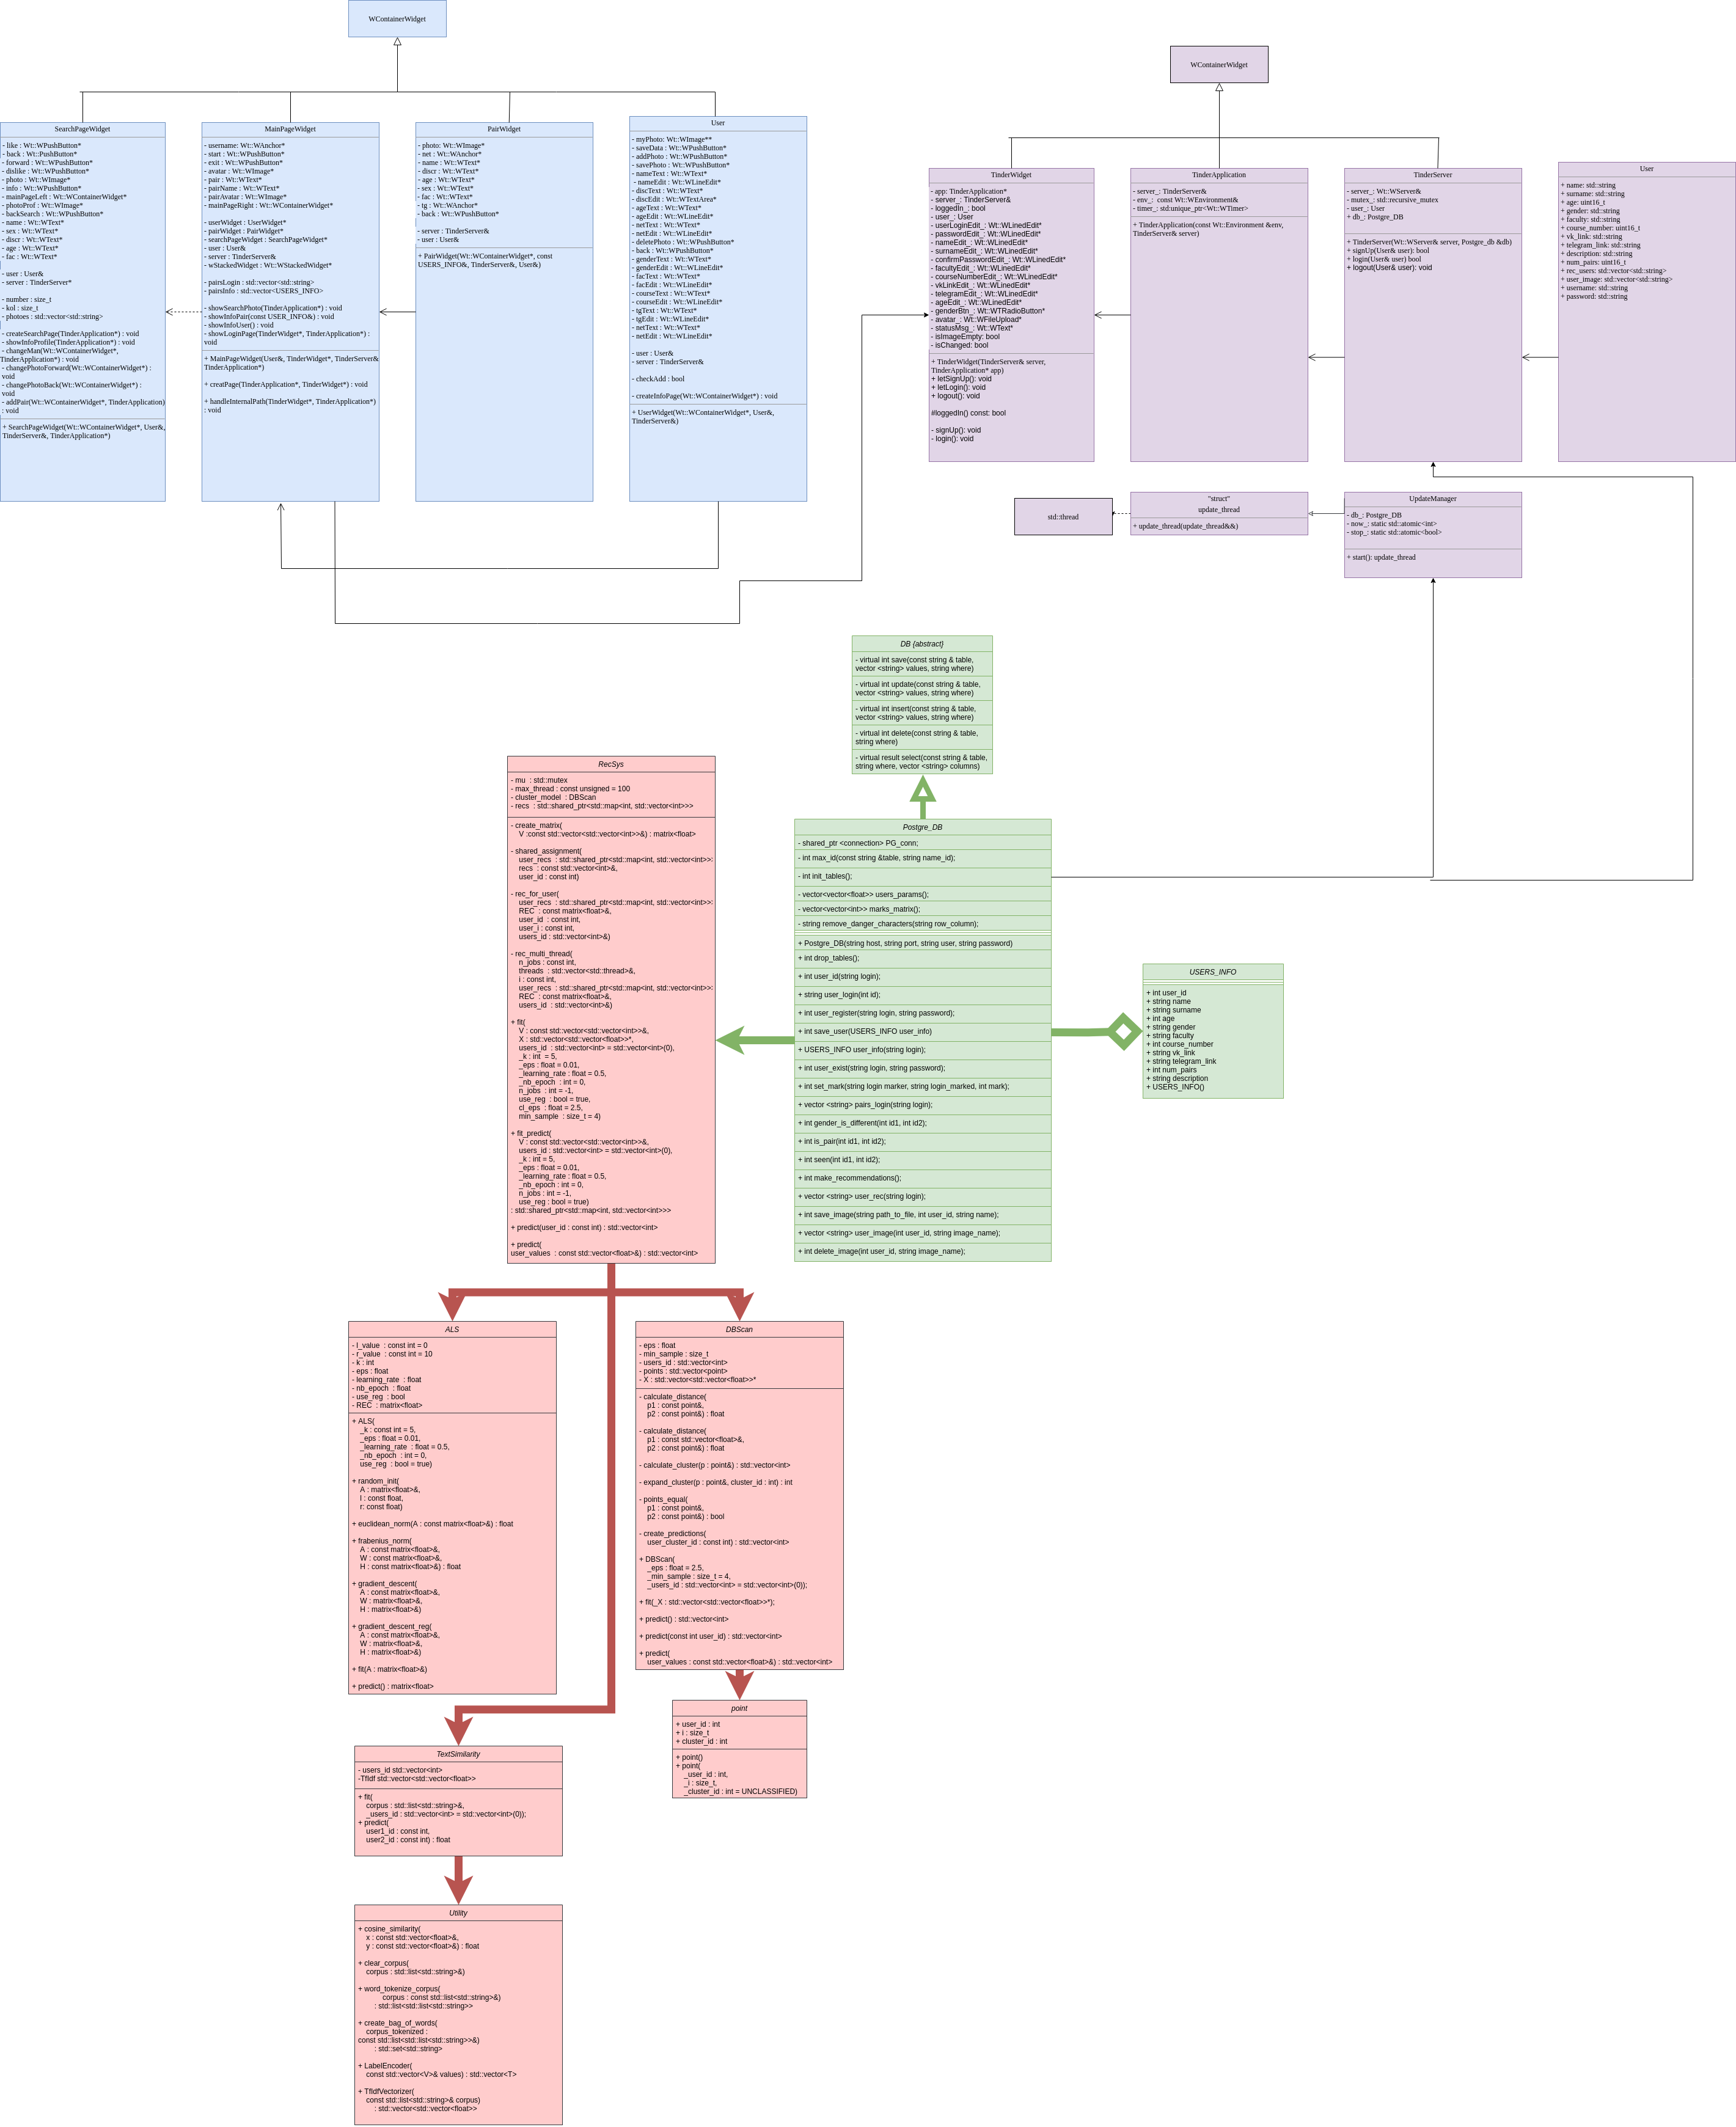 WContainerWidget
SearchPageWidget
- like : Wt::WPushButton*
- back : Wt::PushButton*
- forward : Wt::WPushButton*
- dislike : Wt::WPushButton*
- photo : Wt::WImage*
- info : Wt::WPushButton*
- mainPageLeft : Wt::WContainerWidget*
- photoProf : Wt::WImage*
- backSearch : Wt::WPushButton*
- name : Wt::WText*
- sex : Wt::WText*
- discr : Wt::WText*
- age : Wt::WText*
- fac : Wt::WText*
- user : User&
- server : TinderServer*
- number : size_t
- kol : size_t
- photoes : std::vector<std::string>
- createSearchPage(TinderApplication*) : void
- showInfoProfile(TinderApplication*) : void
- changeMan(Wt::WContainerWidget*,
TinderApplication*) : void
- changePhotoForward(Wt::WContainerWidget*) :
void
- changePhotoBack(Wt::WContainerWidget*) :
void
- addPair(Wt::WContainerWidget*, TinderApplication)
: void
+ SearchPageWidget(Wt::WContainerWidget*, User&,
TinderServer&, TinderApplication*)
MainPageWidget
- username: Wt::WAnchor*
- start : Wt::WPushButton*
- exit : Wt::WPushButton*
- avatar : Wt::WImage*
- pair : Wt::WText*
- pairName : Wt::WText*
- pairAvatar : Wt::WImage*
- mainPageRight : Wt::WContainerWidget*
- userWidget : UserWidget*
- pairWidget : PairWidget*
- searchPageWidget : SearchPageWidget*
- user : User&
- server : TinderServer&
- wStackedWidget : Wt::WStackedWidget*
- pairsLogin : std::vector<std::string>
- pairsInfo : std::vector<USERS_INFO>
- showSearchPhoto(TinderApplication*) : void
- showInfoPair(const USER_INFO&) : void
- showInfoUser() : void
- showLoginPage(TinderWidget*, TinderApplication*) :
void
+ MainPageWidget(User&, TinderWidget*, TinderServer&
TinderApplication*)
+ creatPage(TinderApplication*, TinderWidget*) : void
+ handleInternalPath(TinderWidget*, TinderApplication*)
: void
PairWidget
- photo: Wt::WImage*
- net : Wt::WAnchor*
- name : Wt::WText*
- discr : Wt::WText*
- age : Wt::WText*
- sex : Wt::WText*
- fac : Wt::WText*
- tg : Wt::WAnchor*
- back : Wt::WPushButton*
- server : TinderServer&
- user : User&
+ PairWidget(Wt::WContainerWidget*, const
USERS_INFO&, TinderServer&, User&)
User
- myPhoto: Wt::WImage**
- saveData : Wt::WPushButton*
- addPhoto : Wt::WPushButton*
- savePhoto : Wt::WPushButton*
- nameText : Wt::WText*
- nameEdit : Wt::WLineEdit*
- discText : Wt::WText*
- discEdit : Wt::WTextArea*
- ageText : Wt::WText*
- ageEdit : Wt::WLineEdit*
- netText : Wt::WText*
- netEdit : Wt::WLineEdit*
- deletePhoto : Wt::WPushButton*
- back : Wt::WPushButton*
- genderText : Wt::WText*
- genderEdit : Wt::WLineEdit*
- facText : Wt::WText*
- facEdit : Wt::WLineEdit*
- courseText : Wt::WText*
- courseEdit : Wt::WLineEdit*
- tgText : Wt::WText*
- tgEdit : Wt::WLineEdit*
- netText : Wt::WText*
- netEdit : Wt::WLineEdit*
- user : User&
- server : TinderServer&
- checkAdd : bool
- createInfoPage(Wt::WContainerWidget*) : void
+ UserWidget(Wt::WContainerWidget*, User&,
TinderServer&)
WContainerWidget
TinderWidget
- app: TinderApplication*
- server_: TinderServer&
- loggedIn_: bool
- user_: User
- userLoginEdit_: Wt::WLinedEdit*
- passwordEdit_: Wt::WLinedEdit*
- nameEdit_: Wt::WLinedEdit*
- surnameEdit_: Wt::WLinedEdit*
- confirmPasswordEdit_: Wt::WLinedEdit*
- facultyEdit_: Wt::WLinedEdit*
- courseNumberEdit_: Wt::WLinedEdit*
- vkLinkEdit_: Wt::WLinedEdit*
- telegramEdit_: Wt::WLinedEdit*
- ageEdit_: Wt::WLinedEdit*
- genderBtn_: Wt::WTRadioButton*
- avatar_: Wt::WFileUpload*
- statusMsg_: Wt::WText*
- isImageEmpty: bool
- isChanged: bool
+ TinderWidget(TinderServer& server,
TinderApplication* app)
+ letSignUp(): void
+ letLogin(): void
+ logout(): void
#loggedIn() const: bool
- signUp(): void
- login(): void
TinderApplication
- server_: TinderServer&
- env_: const Wt::WEnvironment&
- timer_: std:unique_ptr<Wt::WTimer>
+ TinderApplication(const Wt::Environment &env,
TinderServer& server)
TinderServer
- server_: Wt::WServer&
- mutex_: std::recursive_mutex
- user_: User
+ db_: Postgre_DB
+ TinderServer(Wt::WServer& server, Postgre_db &db)
+ signUp(User& user): bool
+ login(User& user) bool
+ logout(User& user): void
User
+ name: std::string
+ surname: std::string
+ age: uint16_t
+ gender: std::string
+ faculty: std::string
+ course_number: uint16_t
+ vk_link: std::string
+ telegram_link: std::string
+ description: std::string
+ num_pairs: uint16_t
+ rec_users: std::vector<std::string>
+ user_image: std::vector<std::string>
+ username: std::string
+ password: std::string
std::thread
"struct"
update_thread
+ update_thread(update_thread&&)
UpdateManager
- db_: Postgre_DB
- now_: static std::atomic<int>
- stop_: static std::atomic<bool>
+ start(): update_thread
DB {abstract}
- virtual int save(const string & table,
vector <string> values, string where)
- virtual int update(const string & table,
vector <string> values, string where)
- virtual int insert(const string & table,
vector <string> values, string where)
- virtual int delete(const string & table,
string where)
- virtual result select(const string & table,
string where, vector <string> columns)
RecSys
- mu : std::mutex
- max_thread : const unsigned = 100
- cluster_model : DBScan
- recs : std::shared_ptr<std::map<int, std::vector<int>>>
- create_matrix(
V :const std::vector<std::vector<int>>&) : matrix<float>
- shared_assignment(
user_recs : std::shared_ptr<std::map<int, std::vector<int>>>
recs : const std::vector<int>&,
user_id : const int)
- rec_for_user(
user_recs : std::shared_ptr<std::map<int, std::vector<int>>>
REC : const matrix<float>&,
user_id : const int,
user_i : const int,
users_id : std::vector<int>&)
- rec_multi_thread(
n_jobs : const int,
threads : std::vector<std::thread>&,
i : const int,
user_recs : std::shared_ptr<std::map<int, std::vector<int>>>
REC : const matrix<float>&,
users_id : std::vector<int>&)
+ fit(
V : const std::vector<std::vector<int>>&,
X : std::vector<std::vector<float>>*,
users_id : std::vector<int> = std::vector<int>(0),
_k : int = 5,
_eps : float = 0.01,
_learning_rate : float = 0.5,
_nb_epoch : int = 0,
n_jobs : int = -1,
use_reg : bool = true,
cl_eps : float = 2.5,
min_sample : size_t = 4)
+ fit_predict(
V : const std::vector<std::vector<int>>&,
users_id : std::vector<int> = std::vector<int>(0),
_k : int = 5,
_eps : float = 0.01,
_learning_rate : float = 0.5,
_nb_epoch : int = 0,
n_jobs : int = -1,
use_reg : bool = true)
: std::shared_ptr<std::map<int, std::vector<int>>>
+ predict(user_id : const int) : std::vector<int>
+ predict(
user_values : const std::vector<float>&) : std::vector<int>
Postgre_DB
- shared_ptr <connection> PG_conn;
- int max_id(const string &table, string name_id);
- int init_tables();
- vector<vector<float>> users_params();
- vector<vector<int>> marks_matrix();
- string remove_danger_characters(string row_column);
+ Postgre_DB(string host, string port, string user, string password)
+ int drop_tables();
+ int user_id(string login);
+ string user_login(int id);
+ int user_register(string login, string password);
+ int save_user(USERS_INFO user_info)
+ USERS_INFO user_info(string login);
+ int user_exist(string login, string password);
+ int set_mark(string login marker, string login_marked, int mark);
+ vector <string> pairs_login(string login);
+ int gender_is_different(int id1, int id2);
+ int is_pair(int id1, int id2);
+ int seen(int id1, int id2);
+ int make_recommendations();
+ vector <string> user_rec(string login);
+ int save_image(string path_to_file, int user_id, string name);
+ vector <string> user_image(int user_id, string image_name);
+ int delete_image(int user_id, string image_name);
USERS_INFO
+ int user_id
+ string name
+ string surname
+ int age
+ string gender
+ string faculty
+ int course_number
+ string vk_link
+ string telegram_link
+ int num_pairs
+ string description
+ USERS_INFO()
ALS
- l_value : const int = 0
- r_value : const int = 10
- k : int
- eps : float
- learning_rate : float
- nb_epoch : float
- use_reg : bool
- REC : matrix<float>
+ ALS(
_k : const int = 5,
_eps : float = 0.01,
_learning_rate : float = 0.5,
_nb_epoch : int = 0,
use_reg : bool = true)
+ random_init(
A : matrix<float>&,
l : const float,
r: const float)
+ euclidean_norm(A : const matrix<float>&) : float
+ frabenius_norm(
A : const matrix<float>&,
W : const matrix<float>&,
H : const matrix<float>&) : float
+ gradient_descent(
A : const matrix<float>&,
W : matrix<float>&,
H : matrix<float>&)
+ gradient_descent_reg(
A : const matrix<float>&,
W : matrix<float>&,
H : matrix<float>&)
+ fit(A : matrix<float>&)
+ predict() : matrix<float>
DBScan
- eps : float
- min_sample : size_t
- users_id : std::vector<int>
- points : std::vector<point>
- X : std::vector<std::vector<float>>*
- calculate_distance(
p1 : const point&,
p2 : const point&) : float
- calculate_distance(
p1 : const std::vector<float>&,
p2 : const point&) : float
- calculate_cluster(p : point&) : std::vector<int>
- expand_cluster(p : point&, cluster_id : int) : int
- points_equal(
p1 : const point&,
p2 : const point&) : bool
- create_predictions(
user_cluster_id : const int) : std::vector<int>
+ DBScan(
_eps : float = 2.5,
_min_sample : size_t = 4,
_users_id : std::vector<int> = std::vector<int>(0));
+ fit(_X : std::vector<std::vector<float>>*);
+ predict() : std::vector<int>
+ predict(const int user_id) : std::vector<int>
+ predict(
user_values : const std::vector<float>&) : std::vector<int>
point
+ user_id : int
+ i : size_t
+ cluster_id : int
+ point()
+ point(
_user_id : int,
_i : size_t,
_cluster_id : int = UNCLASSIFIED)
TextSimilarity
- users_id std::vector<int>
-TfIdf std::vector<std::vector<float>>
+ fit(
corpus : std::list<std::string>&,
_users_id : std::vector<int> = std::vector<int>(0));
+ predict(
user1_id : const int,
user2_id : const int) : float
Utility
+ cosine_similarity(
x : const std::vector<float>&,
y : const std::vector<float>&) : float
+ clear_corpus(
corpus : std::list<std::string>&)
+ word_tokenize_corpus(
corpus : const std::list<std::string>&)
: std::list<std::list<std::string>>
+ create_bag_of_words(
corpus_tokenized :
const std::list<std::list<std::string>>&)
: std::set<std::string>
+ LabelEncoder(
const std::vector<V>& values) : std::vector<T>
+ TfIdfVectorizer(
const std::list<std::string>& corpus)
: std::vector<std::vector<float>>